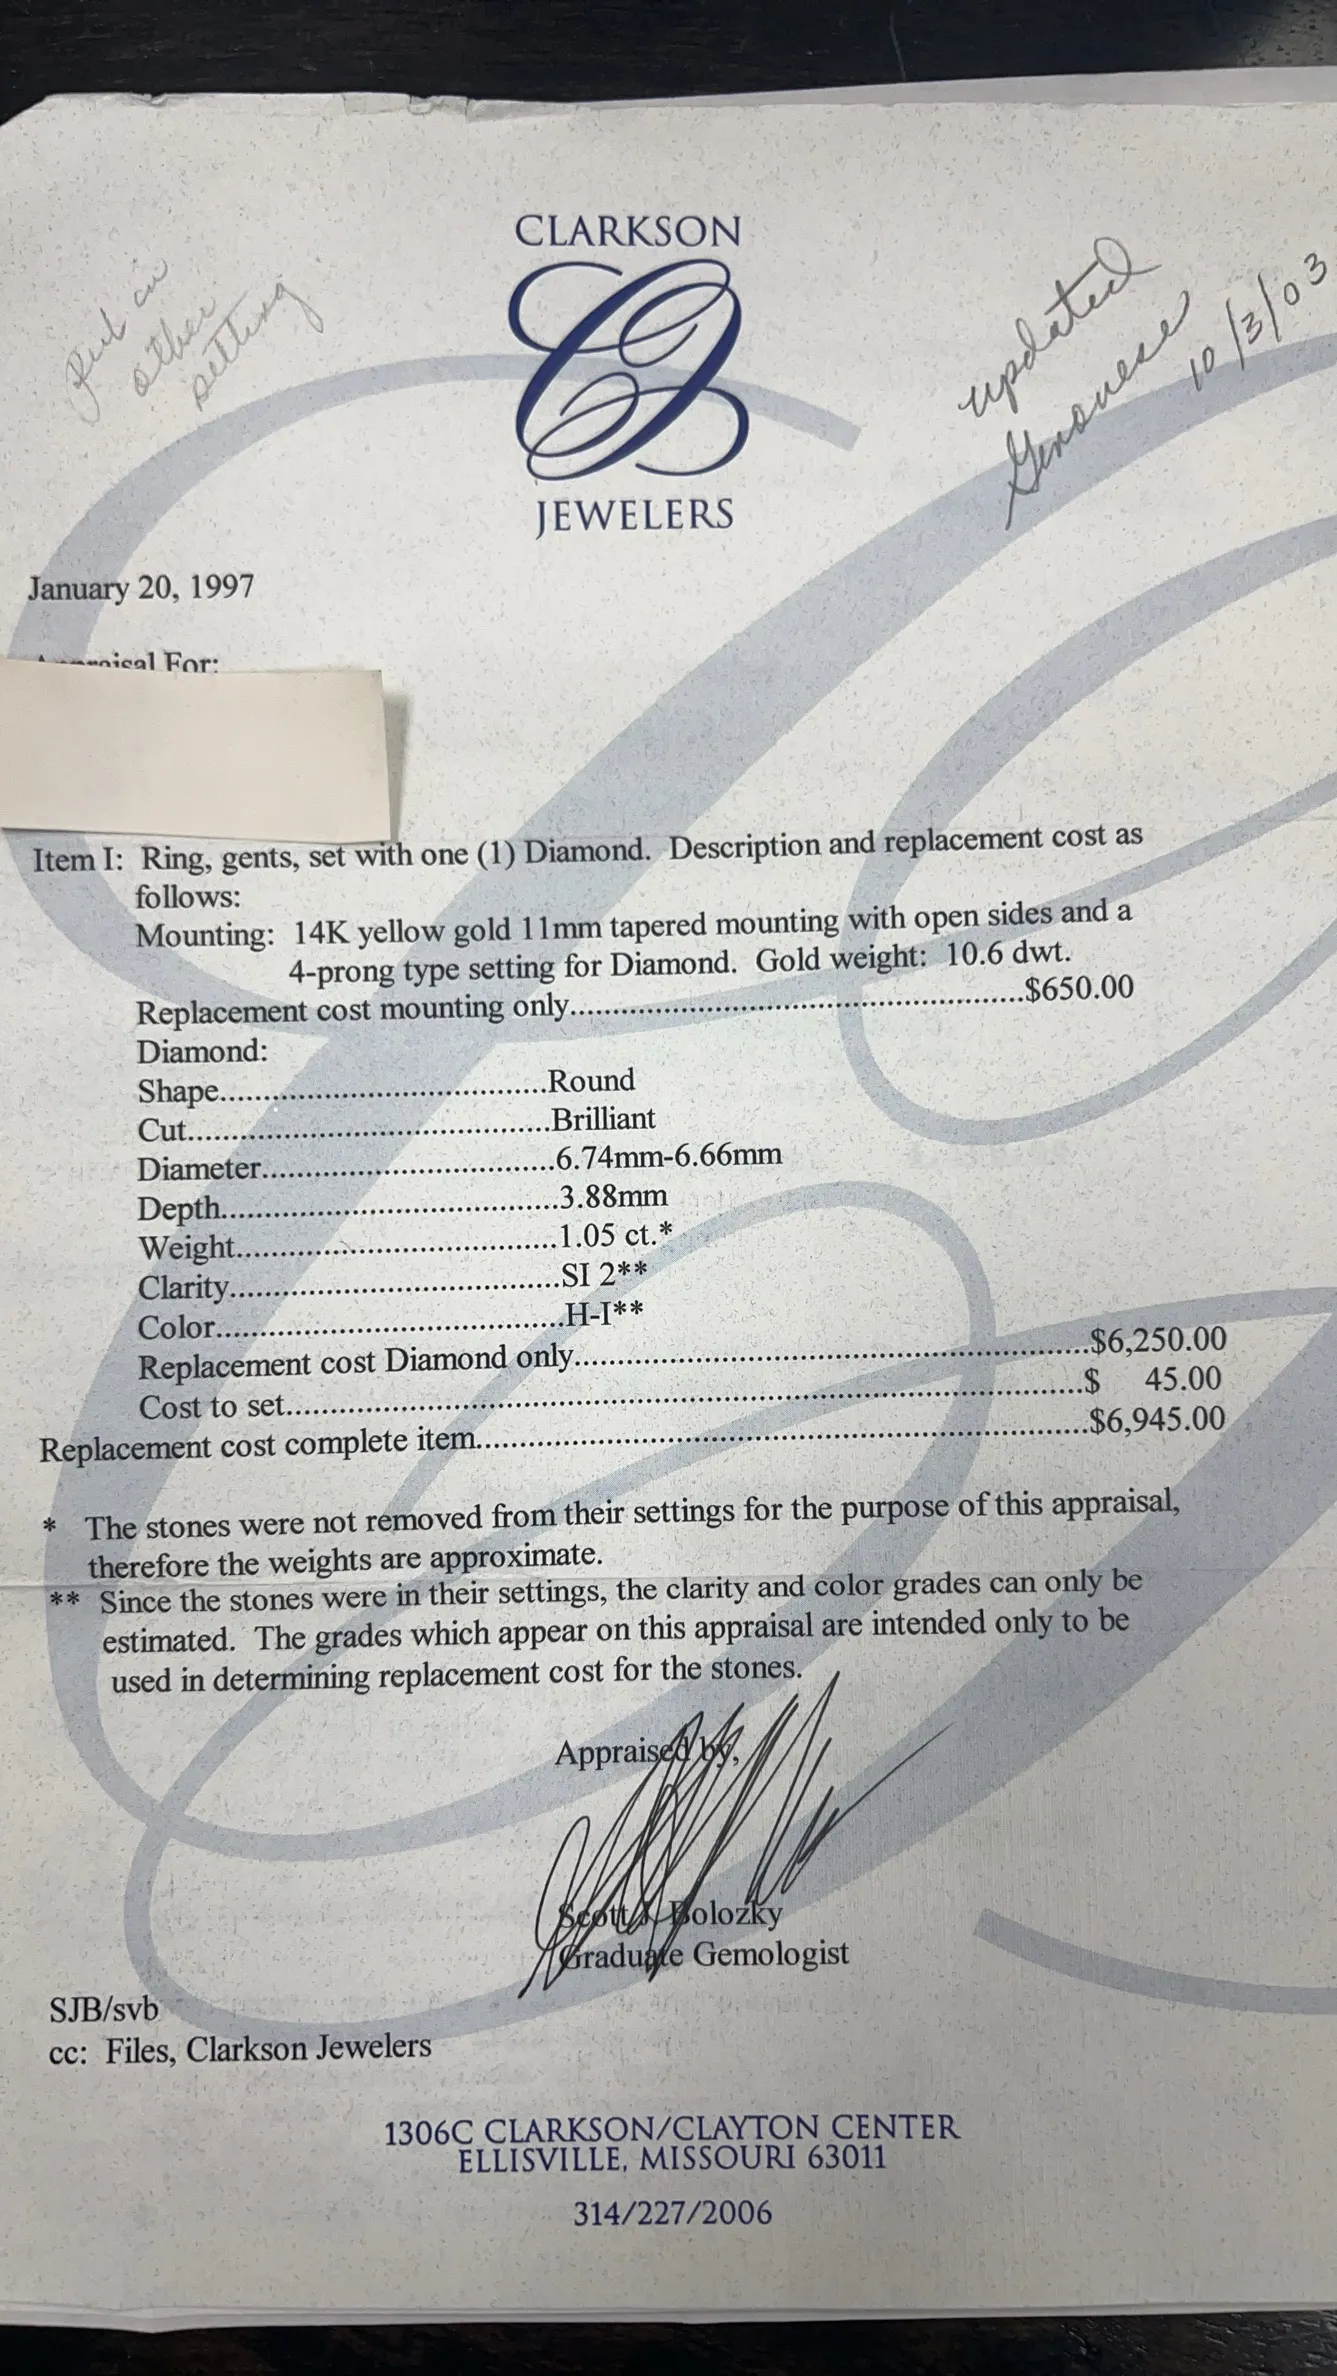 CLARKSON
JEWELERS
Put in
other
setting
updated
Genovese
10/3/03
January 20, 1997
Appraisal For:
Item I: Ring, gents, set with one (1) Diamond. Description and replacement cost as
follows:
Mounting: 14K yellow gold 11mm tapered mounting with open sides and a
4-prong type setting for Diamond. Gold weight: 10.6 dwt.
Replacement cost mounting only..............................................................$650.00
Diamond:
Shape.....................................Round
Cut.........................................Brilliant
Diameter.................................6.74mm-6.66mm
Depth......................................3.88mm
Weight....................................1.05 ct.*
Clarity.....................................SI 2**
Color.......................................H-I**
Replacement cost Diamond only..........................................................$6,250.00
Cost to set.............................................................................................$ 45.00
Replacement cost complete item...................................................................$6,945.00
* The stones were not removed from their settings for the purpose of this appraisal,
therefore the weights are approximate.
** Since the stones were in their settings, the clarity and color grades can only be
estimated. The grades which appear on this appraisal are intended only to be
used in determining replacement cost for the stones.
Appraised by,
Scott J. Bolozky
Graduate Gemologist
SJB/svb
cc: Files, Clarkson Jewelers
1306C CLARKSON/CLAYTON CENTER
ELLISVILLE, MISSOURI 63011
314/227/2006